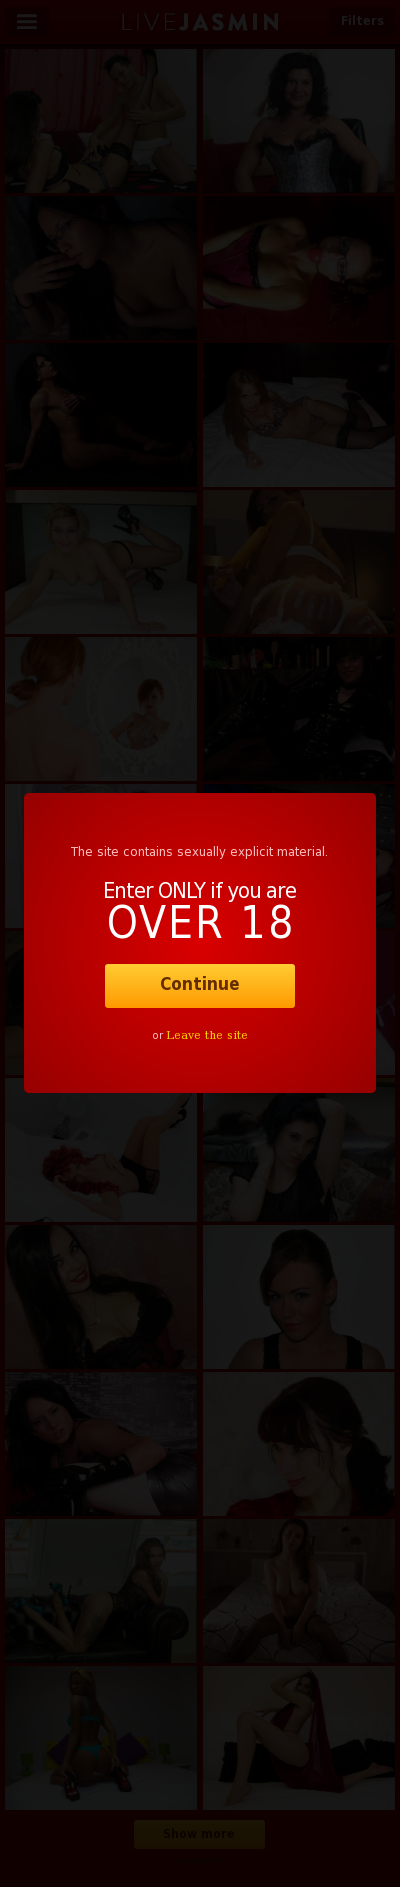 LIVEJASMIN
Filters
The site contains sexually explicit material.
Enter ONLY if you are
OVER 18
Continue
or Leave the site
Show more